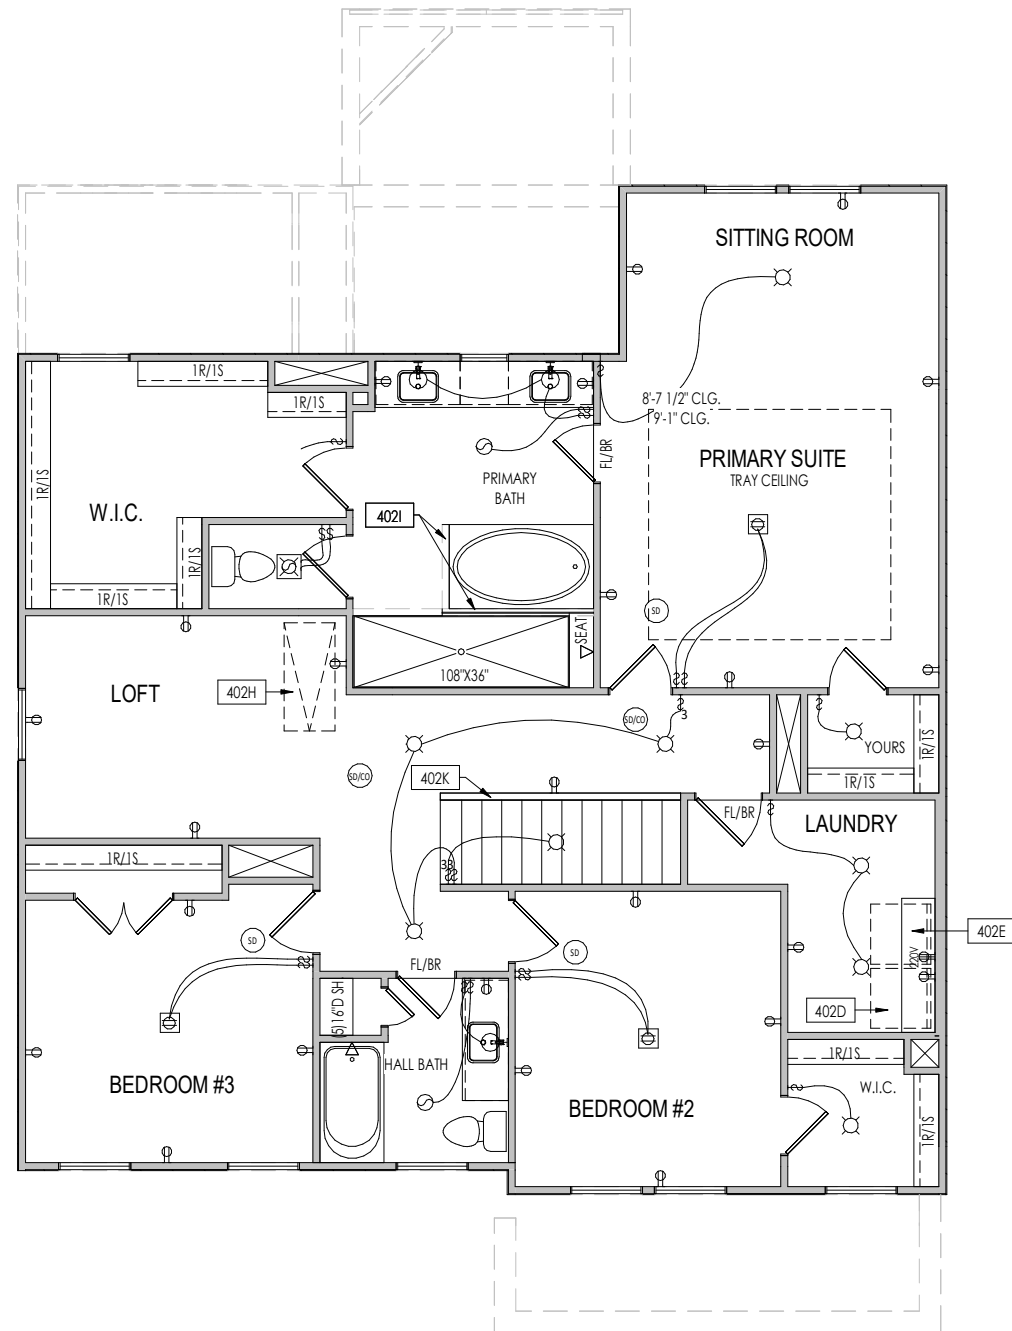 SITTING ROOM
1R/1S
1R/1S
8'-7 1/2" CLG.
9'-1" CLG.
FL/BR
PRIMARY SUITE
TRAY CEILING
PRIMARY
BATH
1R/1S
W.I.C.
402I
1R/1S
1R/1S
SD
SEAT
108"X36"
LOFT
402H
SD/CO
3
YOURS
1R/1S
1R/1S
SD/CO
402K
FL/BR
LAUNDRY
1R/1S
33
SD
SD
FL/BR
220V
402E
5)16"D SH
402D
HALL BATH
1R/1S
BEDROOM #3
BEDROOM #2
W.I.C.
1R/1S